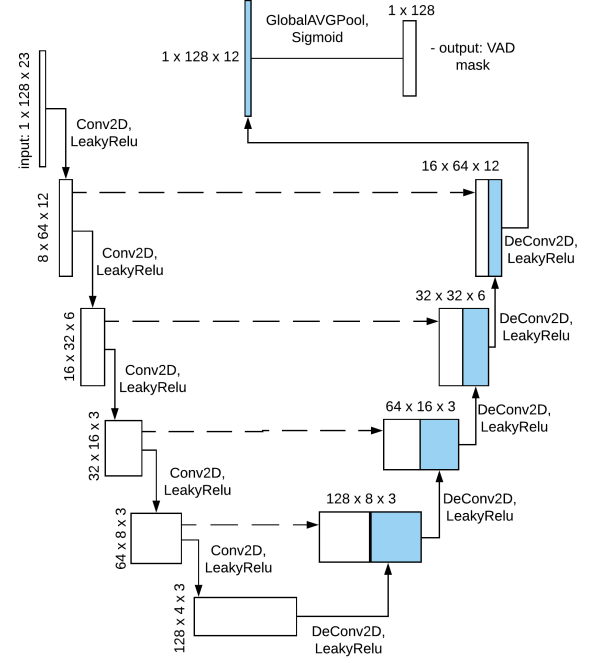 GlobalAVGPool,
Sigmoid
1 x 128
1 x 128 x 12
- output: VAD
mask
input: 1 x 128 x 23
Conv2D,
LeakyRelu
16 x 64 x 12
8 x 64 x 12
DeConv2D,
LeakyRelu
Conv2D,
LeakyRelu
32 x 32 x 6
16 x 32 x 6
DeConv2D,
LeakyRelu
Conv2D,
LeakyRelu
64 x 16 x 3
DeConv2D,
LeakyRelu
32 x 16 x 3
Conv2D,
LeakyRelu
128 x 8 x 3
DeConv2D,
LeakyRelu
64 x 8 x 3
Conv2D,
LeakyRelu
128 x 4 x 3
DeConv2D,
LeakyRelu